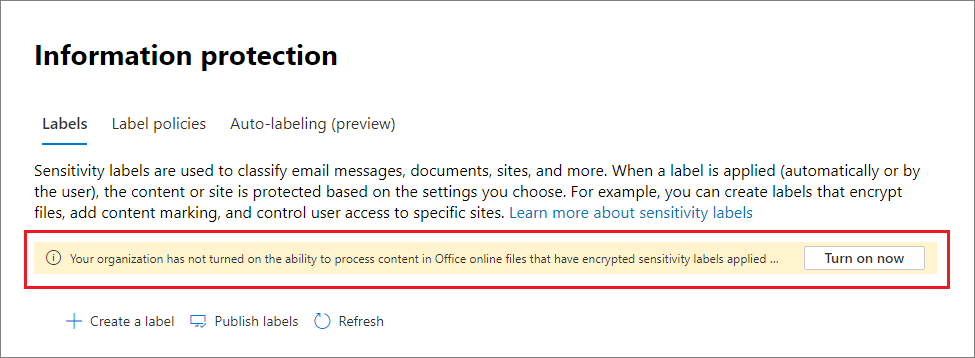 Information protection
Labels Label policies Auto-labeling (preview)
Sensitivity labels are used to classify email messages, documents, sites, and more. When a label is applied (automatically or by
the user), the content or site is protected based on the settings you choose. For example, you can create labels that encrypt
files, add content marking, and control user access to specific sites. Learn more about sensitivity labels
Your organization has not turned on the ability to process content in Office online files that have encrypted sensitivity labels applied ... Turn on now
Create a label Publish labels Refresh